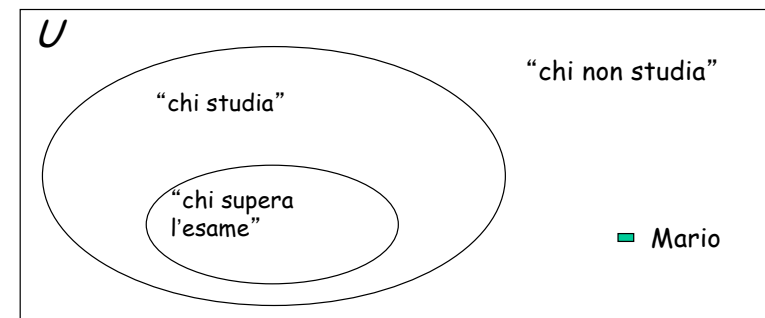 U
“chi non studia”
“chi studia”
“chi supera
l’esame”
Mario